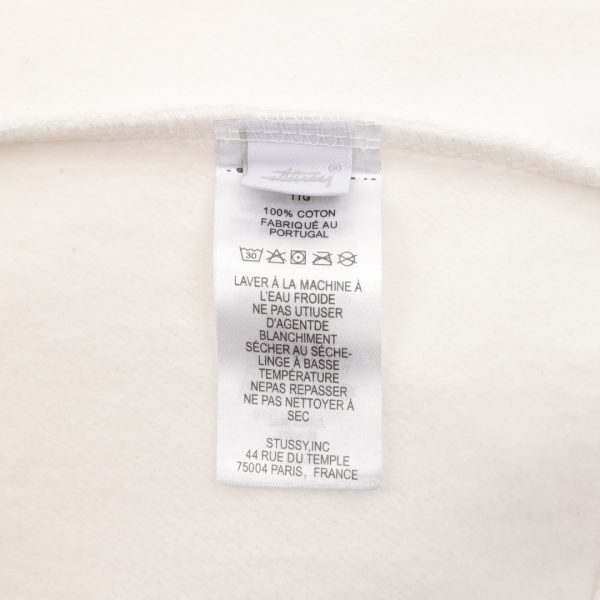 11G
100% COTON
FABRIQUÉ AU
PORTUGAL
30
LAVER À LA MACHINE À
L'EAU FROIDE
NE PAS UTIUSER
D'AGENTDE
BLANCHIMENT
SÉCHER AU SÈCHE-
LINGE À BASSE
TEMPÉRATURE
NEPAS REPASSER
NE PAS NETTOYER À
SEC
STUSSY,INC
44 RUE DU TEMPLE
75004 PARIS, FRANCE